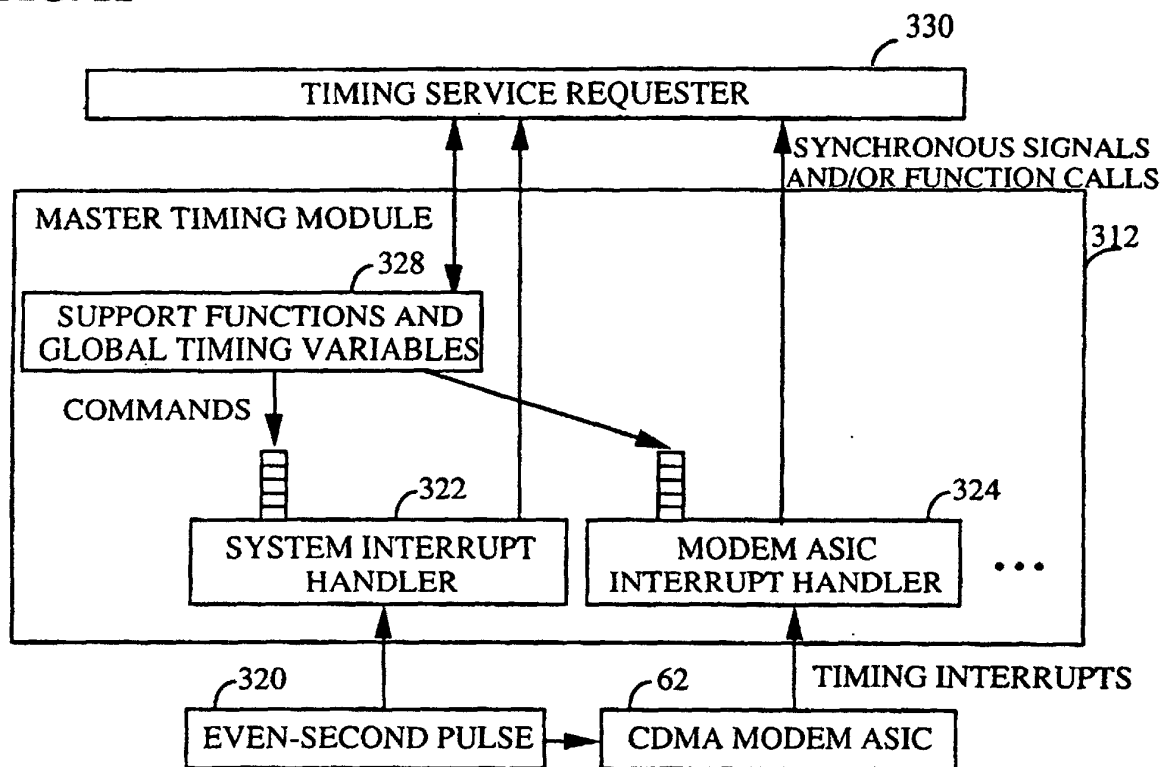 330
TIMING SERVICE REQUESTER
SYNCHRONOUS SIGNALS
AND/OR FUNCTION CALLS
MASTER TIMING MODULE
312
328
SUPPORT FUNCTIONS AND
GLOBAL TIMING VARIABLES
COMMANDS
322
324
SYSTEM INTERRUPT
HANDLER
MODEM ASIC
INTERRUPT HANDLER
...
TIMING INTERRUPTS
320
62
EVEN-SECOND PULSE
CDMA MODEM ASIC